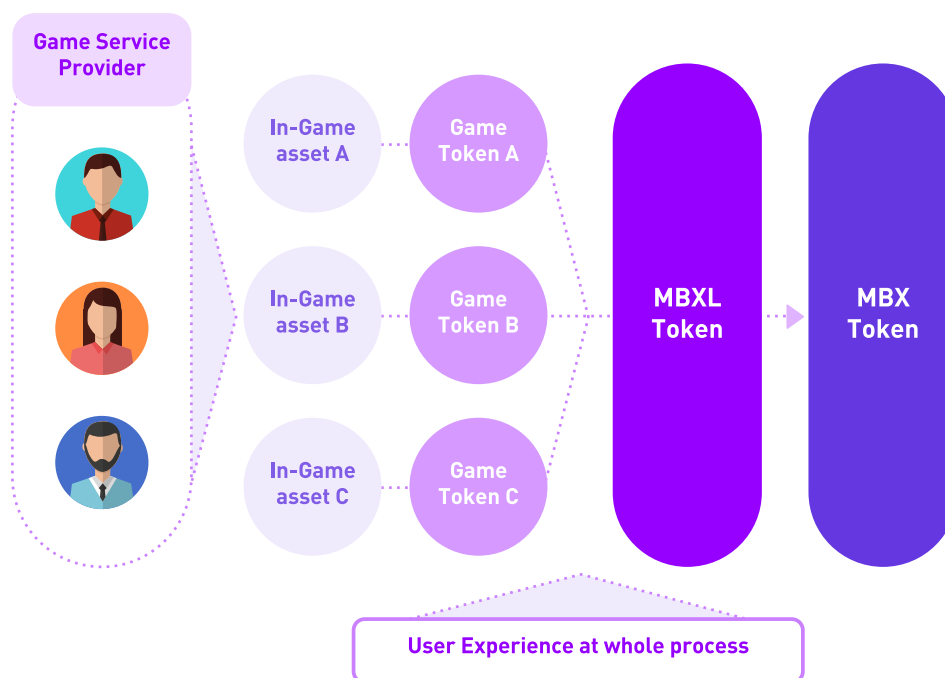 Game Service
Provider
In-Game
asset A
Game
Token A
In-Game
asset B
Game
Token B
In-Game
asset C
Game
Token C
MBXL
Token
MBX
Token
User Experience at whole process